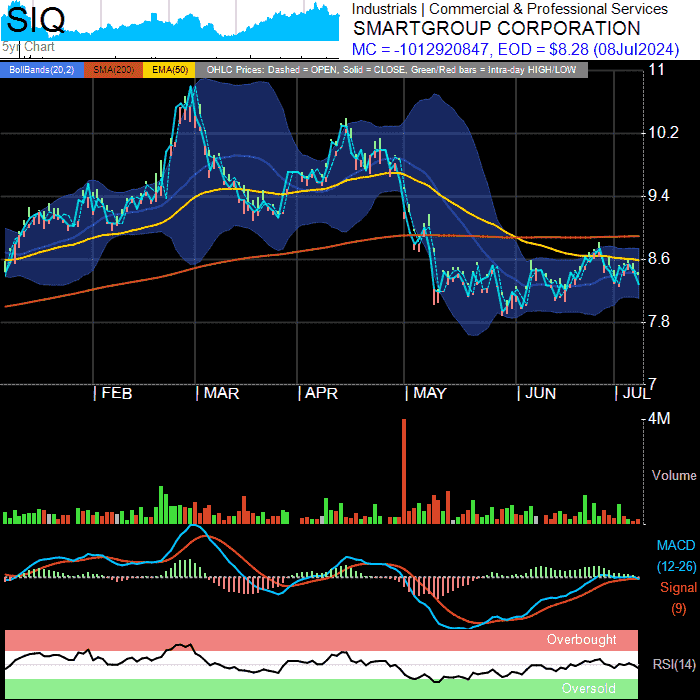 SIQ
5yr Chart
Industrials | Commercial & Professional Services
SMARTGROUP CORPORATION
MC = -1012920847, EOD = $8.28 (08Jul2024)
BollBands(20,2) SMA(200) EMA(50) OHLC Prices: Dashed = OPEN, Solid = CLOSE, Green/Red bars = Intra-day HIGH/LOW
11
10.2
9.4
8.6
7.8
7
| FEB | MAR | APR | MAY | JUN | JUL
4M
Volume
MACD
(12-26)
Signal
(9)
Overbought
RSI(14)
Oversold